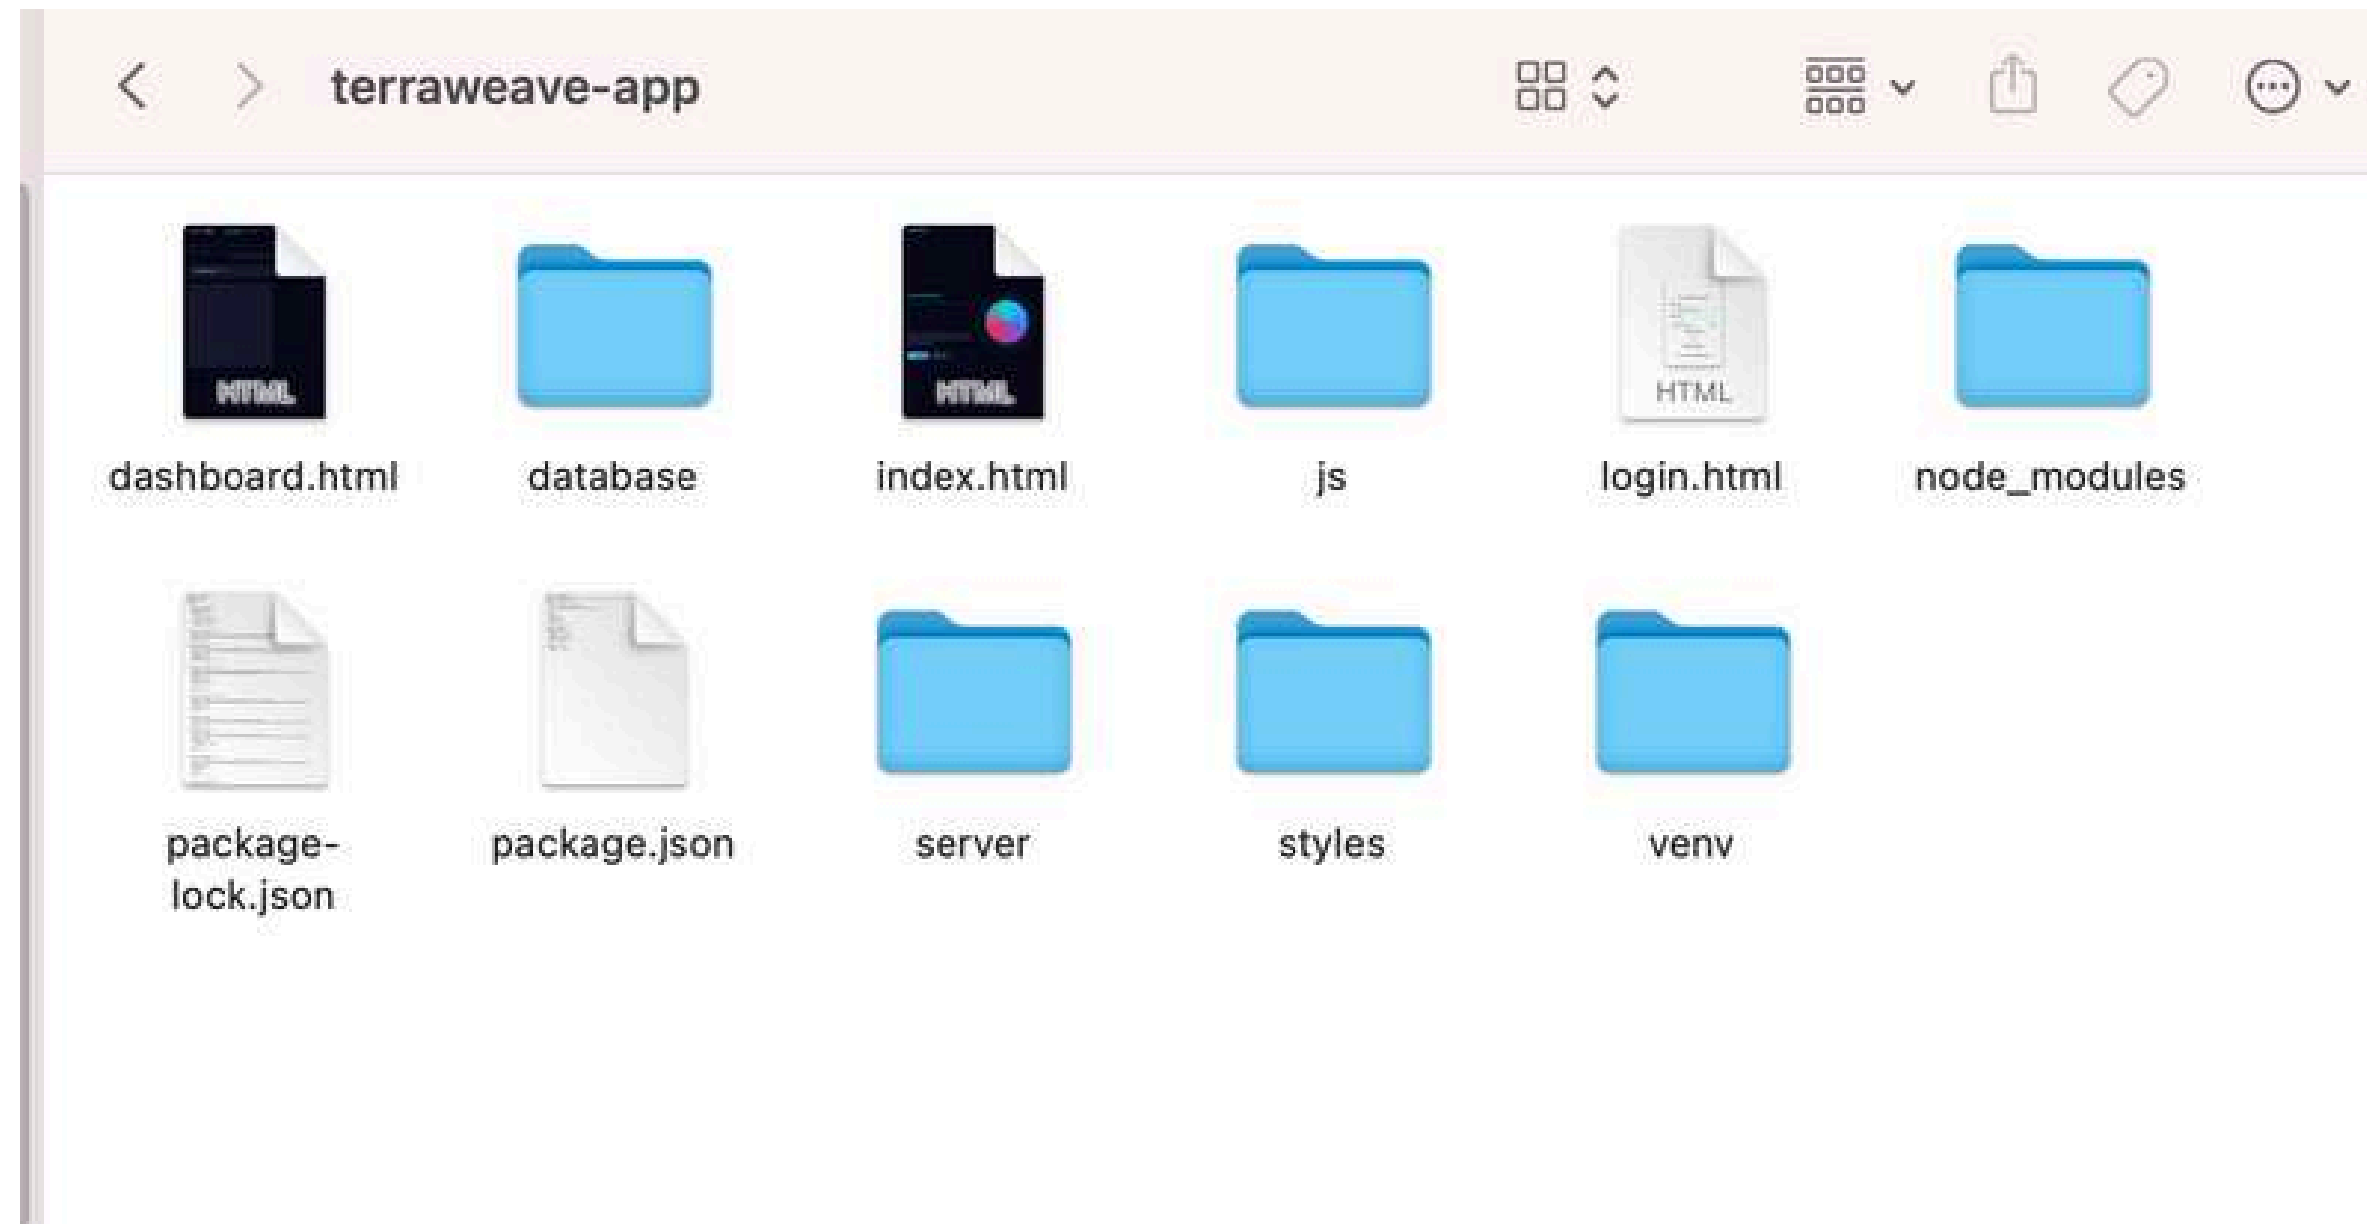 terraweave-app
HTML
HTML
HTML
dashboard.html
database
index.html
js
login.html
node_modules
package-
lock.json
package.json
server
styles
venv